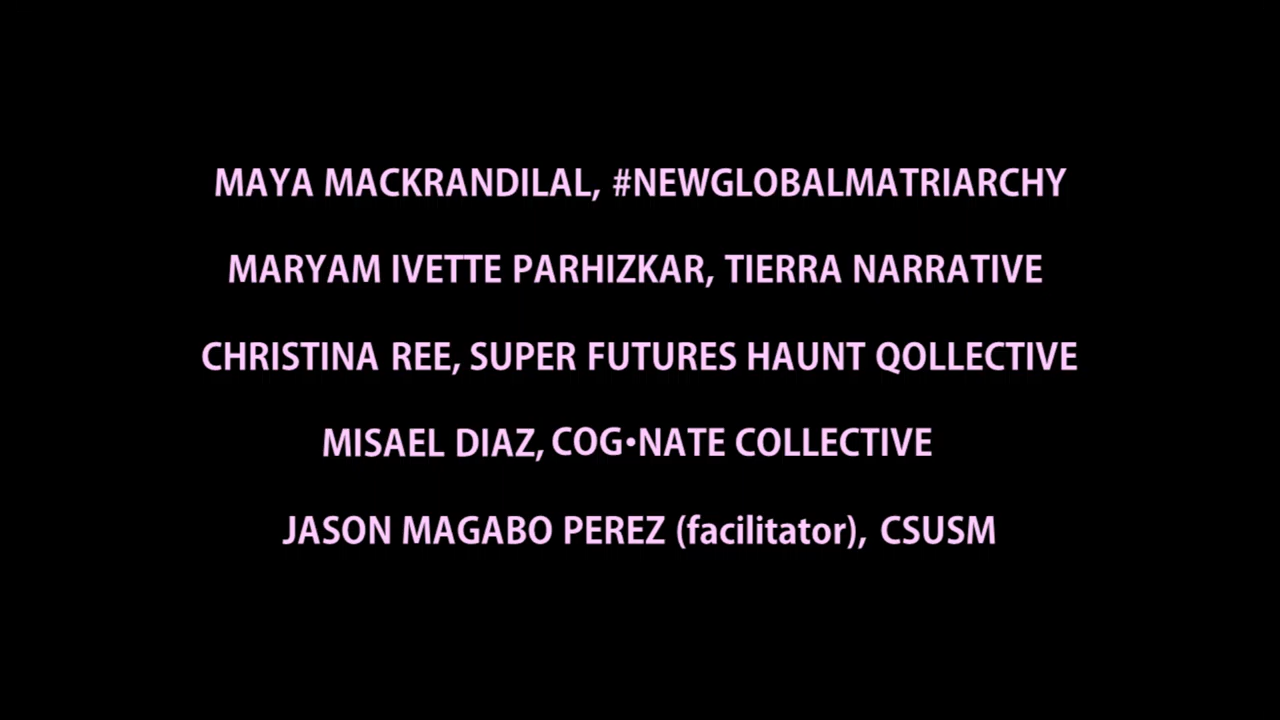 MAYA MACKRANDILAL, #NEWGLOBALMATRIARCHY
MARYAM IVETTE PARHIZKAR, TIERRA NARRATIVE
CHRISTINA REE, SUPER FUTURES HAUNT QOLLECTIVE
MISAEL DIAZ, COG•NATE COLLECTIVE
JASON MAGABO PEREZ (facilitator), CSUSM